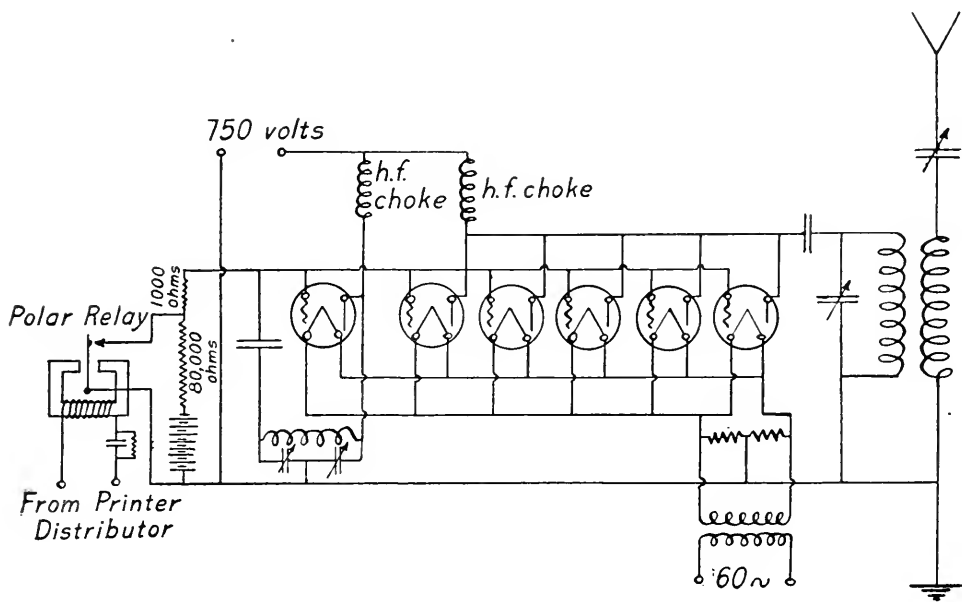 750 volts
h.f.
choke
h.f. choke
1000
ohms
Polar Relay
80,000
ohms
From Printer
Distributor
60~